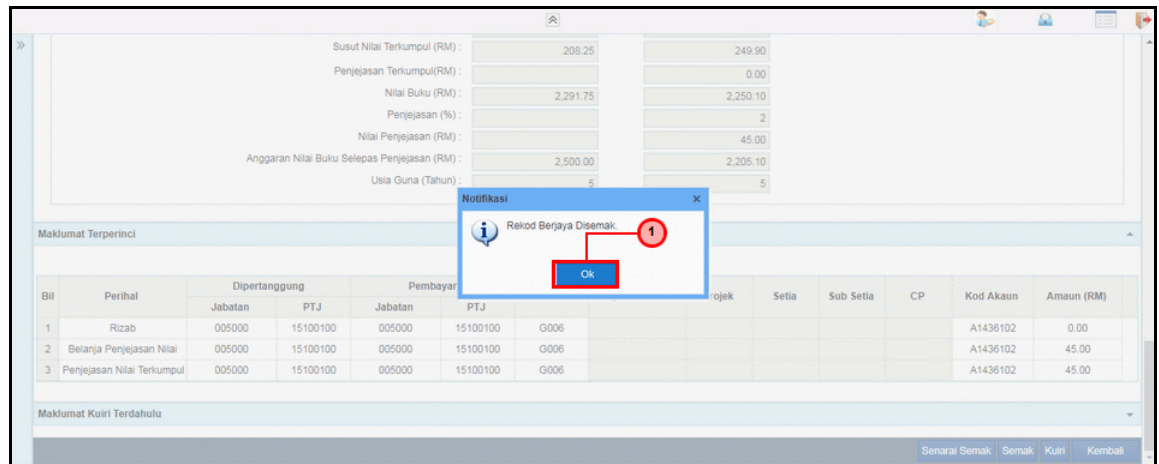 Susut Nilai Terkumpul (RM) : 208.25 249.90
Penjejasan Terkumpul(RM) : 0.00
Nilai Buku (RM) : 2,291.75 2,250.10
Penjejasan (%) : 2
Nilai Penjejasan (RM) : 45.00
Anggaran Nilai Buku Selepas Penjejasan (RM) : 2,500.00 2,205.10
Usia Guna (Tahun) : 5 5
Notifikasi x
Rekod Berjaya Disemak.
1
Ok
Maklumat Terperinci
Bil Perihal Dipertanggung Pembayar rojek Setia Sub Setia CP Kod Akaun Amaun (RM)
Jabatan PTJ Jabatan PTJ
1 Rizab 005000 15100100 005000 15100100 G006 A1436102 0.00
2 Belanja Penjejasan Nilai 005000 15100100 005000 15100100 G006 A1436102 45.00
3 Penjejasan Nilai Terkumpul 005000 15100100 005000 15100100 G006 A1436102 45.00
Maklumat Kuiri Terdahulu
Senarai Semak Semak Kuiri Kembali